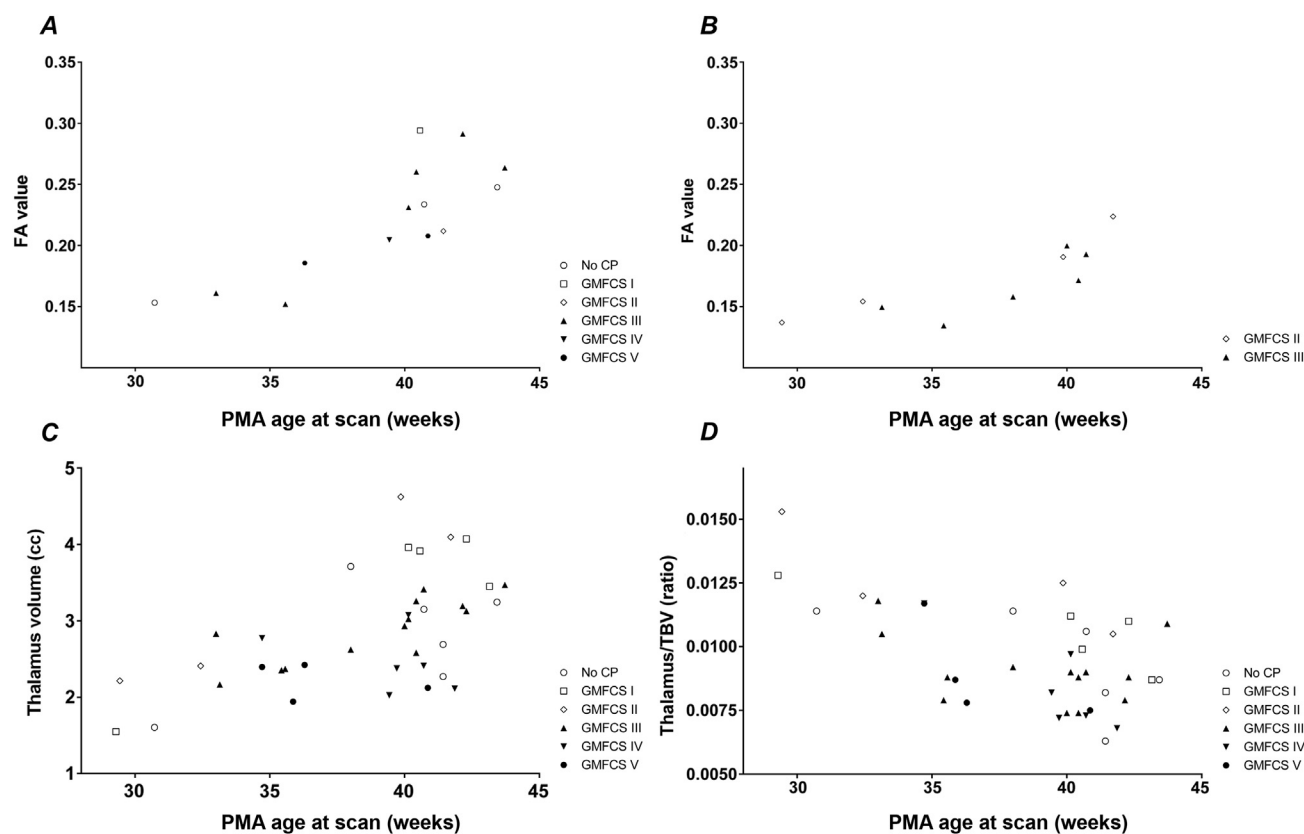 A
0.35
0.30
0.25
0.20
0.15
FA value
30 35 40 45
PMA age at scan (weeks)
No CP
GMFCS I
GMFCS II
GMFCS III
GMFCS IV
GMFCS V
B
0.35
0.30
0.25
0.20
0.15
FA value
30 35 40 45
PMA age at scan (weeks)
GMFCS II
GMFCS III
C
5
4
3
2
1
Thalamus volume (cc)
30 35 40 45
PMA age at scan (weeks)
No CP
GMFCS I
GMFCS II
GMFCS III
GMFCS IV
GMFCS V
D
0.0150
0.0125
0.0100
0.0075
0.0050
Thalamus/TBV (ratio)
30 35 40 45
PMA age at scan (weeks)
No CP
GMFCS I
GMFCS II
GMFCS III
GMFCS IV
GMFCS V